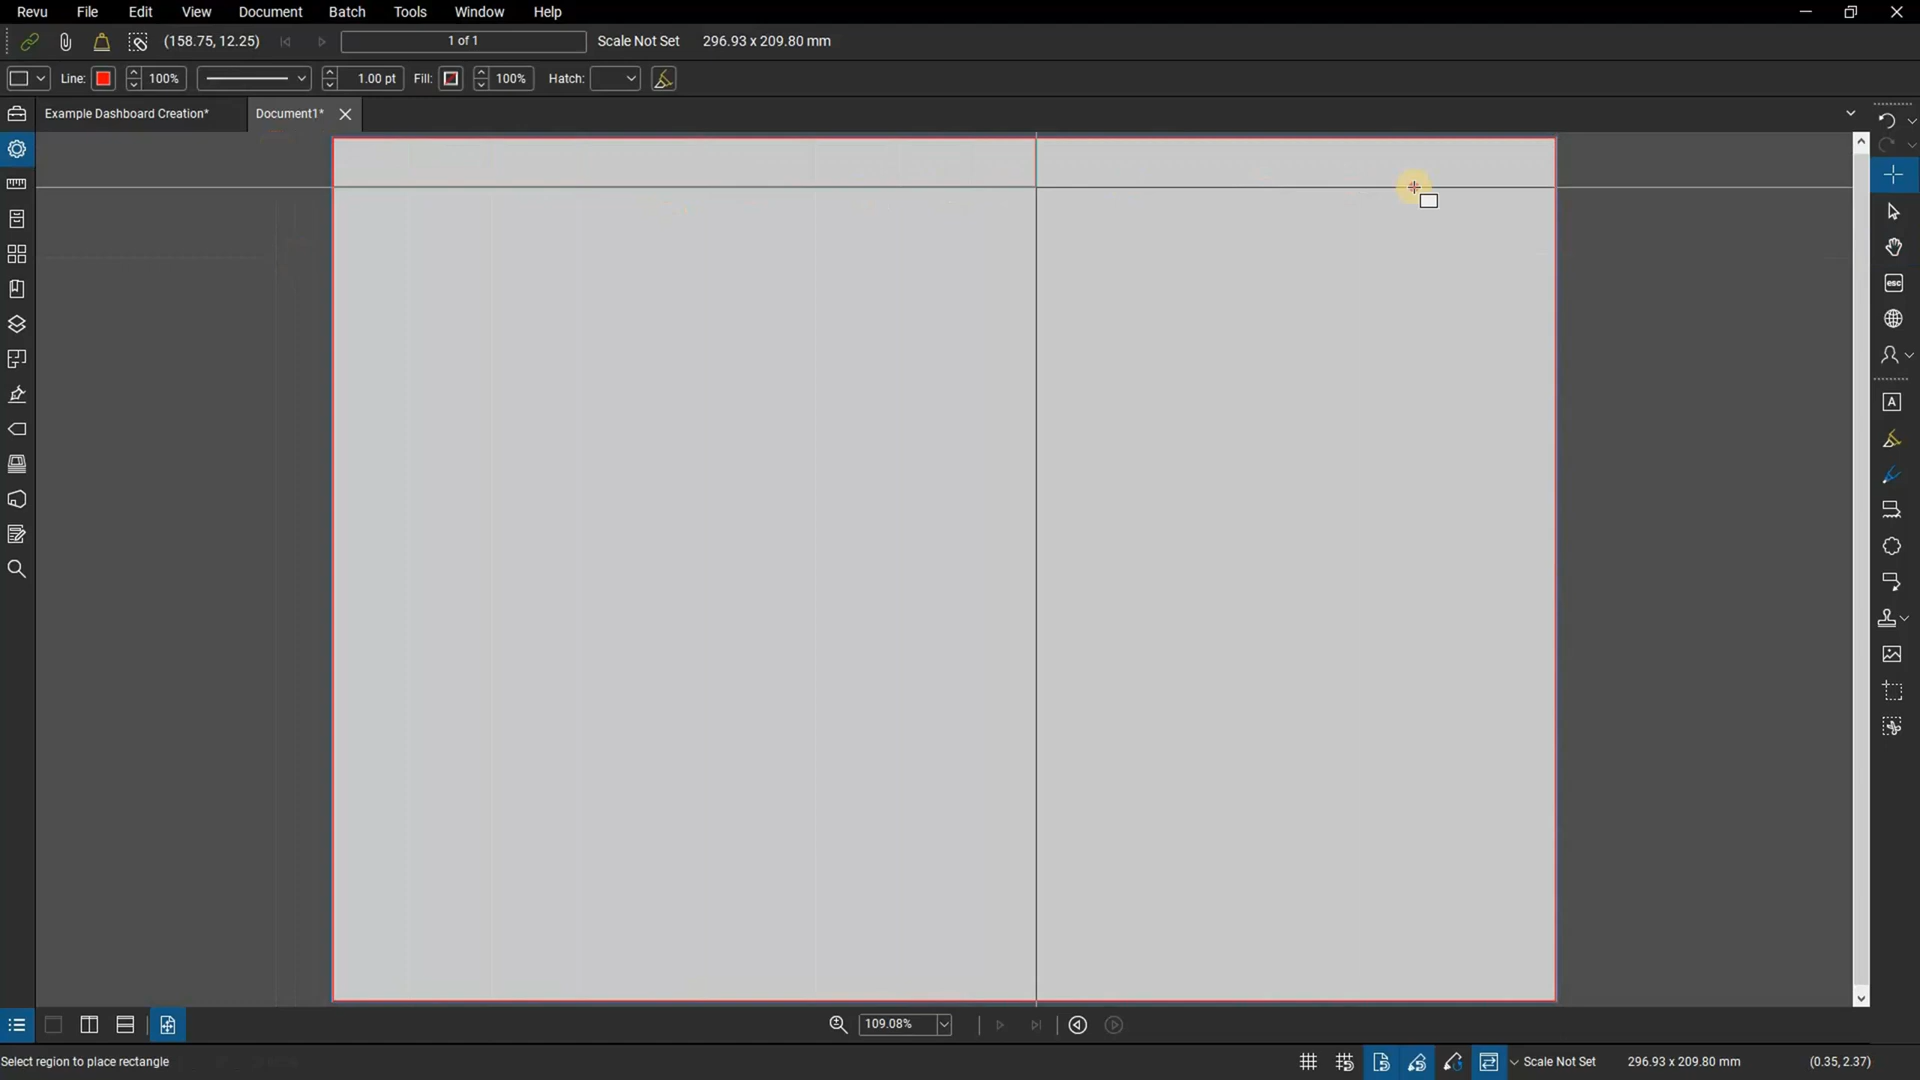 Revu File Edit View Document Batch Tools Window Help
(158.75, 12.25) 1 of 1 Scale Not Set 296.93 x 209.80 mm
Line: 100% 1.00 pt Fill: 100% Hatch:
Example Dashboard Creation* Document1*
esc
A
109.08%
Select region to place rectangle Scale Not Set 296.93 x 209.80 mm (0.35, 2.37)